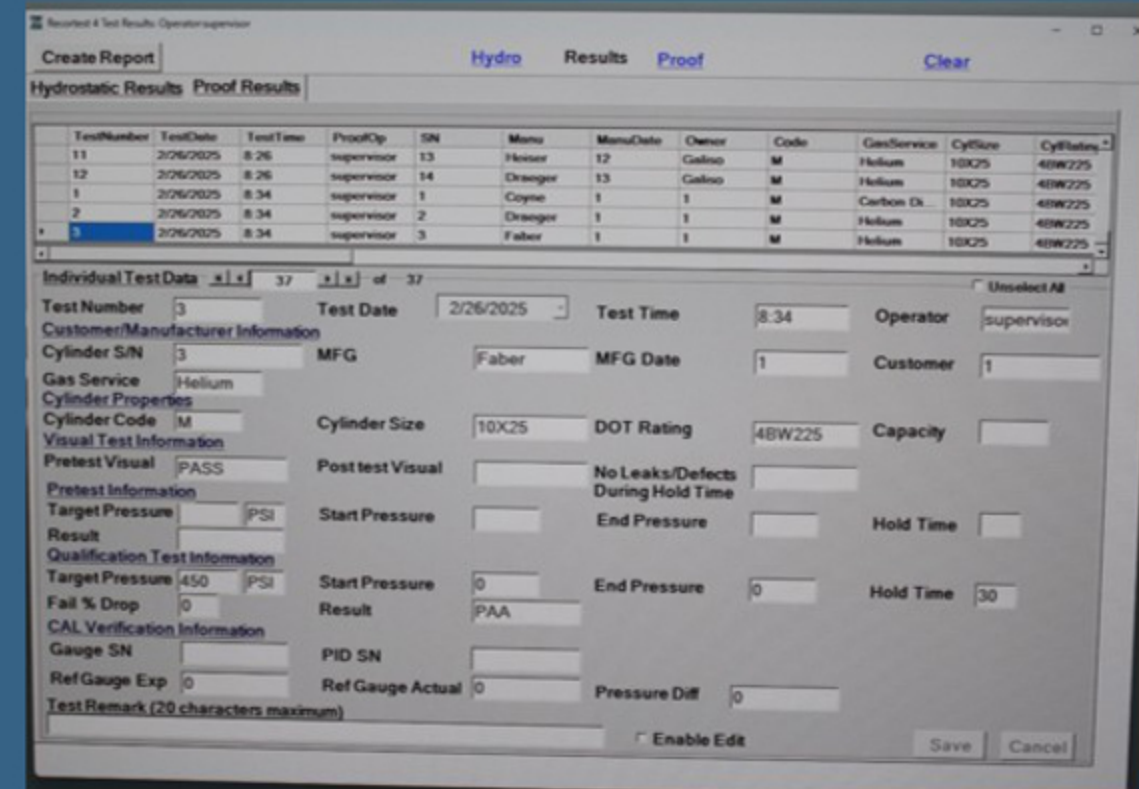 Recortest 4 Test Results: Operator:supervisor
Create Report Hydro Results Proof Clear
Hydrostatic Results Proof Results
TestNumber TestDate TestTime ProofOp SN Manu ManuDate Owner Code GasService CylSize CylRating
11 2/26/2025 8:26 supervisor 13 Heiser 12 Galiso M Helium 10X25 4BW225
12 2/26/2025 8:26 supervisor 14 Draeger 13 Galiso M Helium 10X25 4BW225
1 2/26/2025 8:34 supervisor 1 Coyne 1 1 M Carbon Di... 10X25 4BW225
2 2/26/2025 8:34 supervisor 2 Draeger 1 1 M Helium 10X25 4BW225
3 2/26/2025 8:34 supervisor 3 Faber 1 1 M Helium 10X25 4BW225
Individual Test Data 37 of 37 Unselect All
Test Number 3 Test Date 2/26/2025 Test Time 8:34 Operator supervisor
Customer/Manufacturer Information
Cylinder S/N 3 MFG Faber MFG Date 1 Customer 1
Gas Service Helium
Cylinder Properties
Cylinder Code M Cylinder Size 10X25 DOT Rating 4BW225 Capacity
Visual Test Information
Pretest Visual PASS Post test Visual No Leaks/Defects
During Hold Time
Pretest Information
Target Pressure PSI Start Pressure End Pressure Hold Time
Result
Qualification Test Information
Target Pressure 450 PSI Start Pressure 0 End Pressure 0 Hold Time 30
Fail % Drop 0 Result PAA
CAL Verification Information
Gauge SN PID SN
Ref Gauge Exp 0 Ref Gauge Actual 0 Pressure Diff 0
Test Remark (20 characters maximum)
Enable Edit Save Cancel